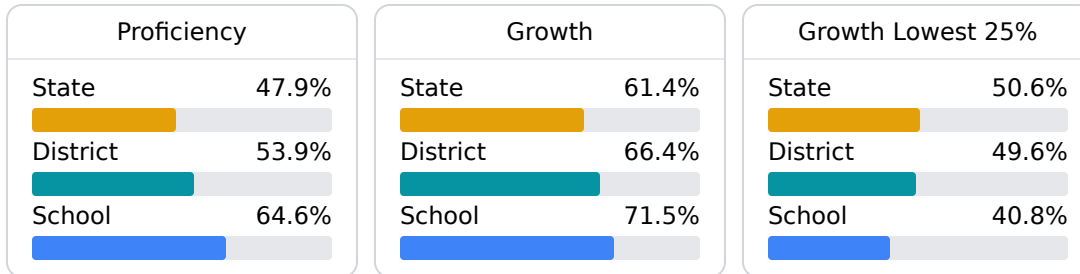 Proficiency
State 47.9%
District 53.9%
School 64.6%
Growth
State 61.4%
District 66.4%
School 71.5%
Growth Lowest 25%
State 50.6%
District 49.6%
School 40.8%